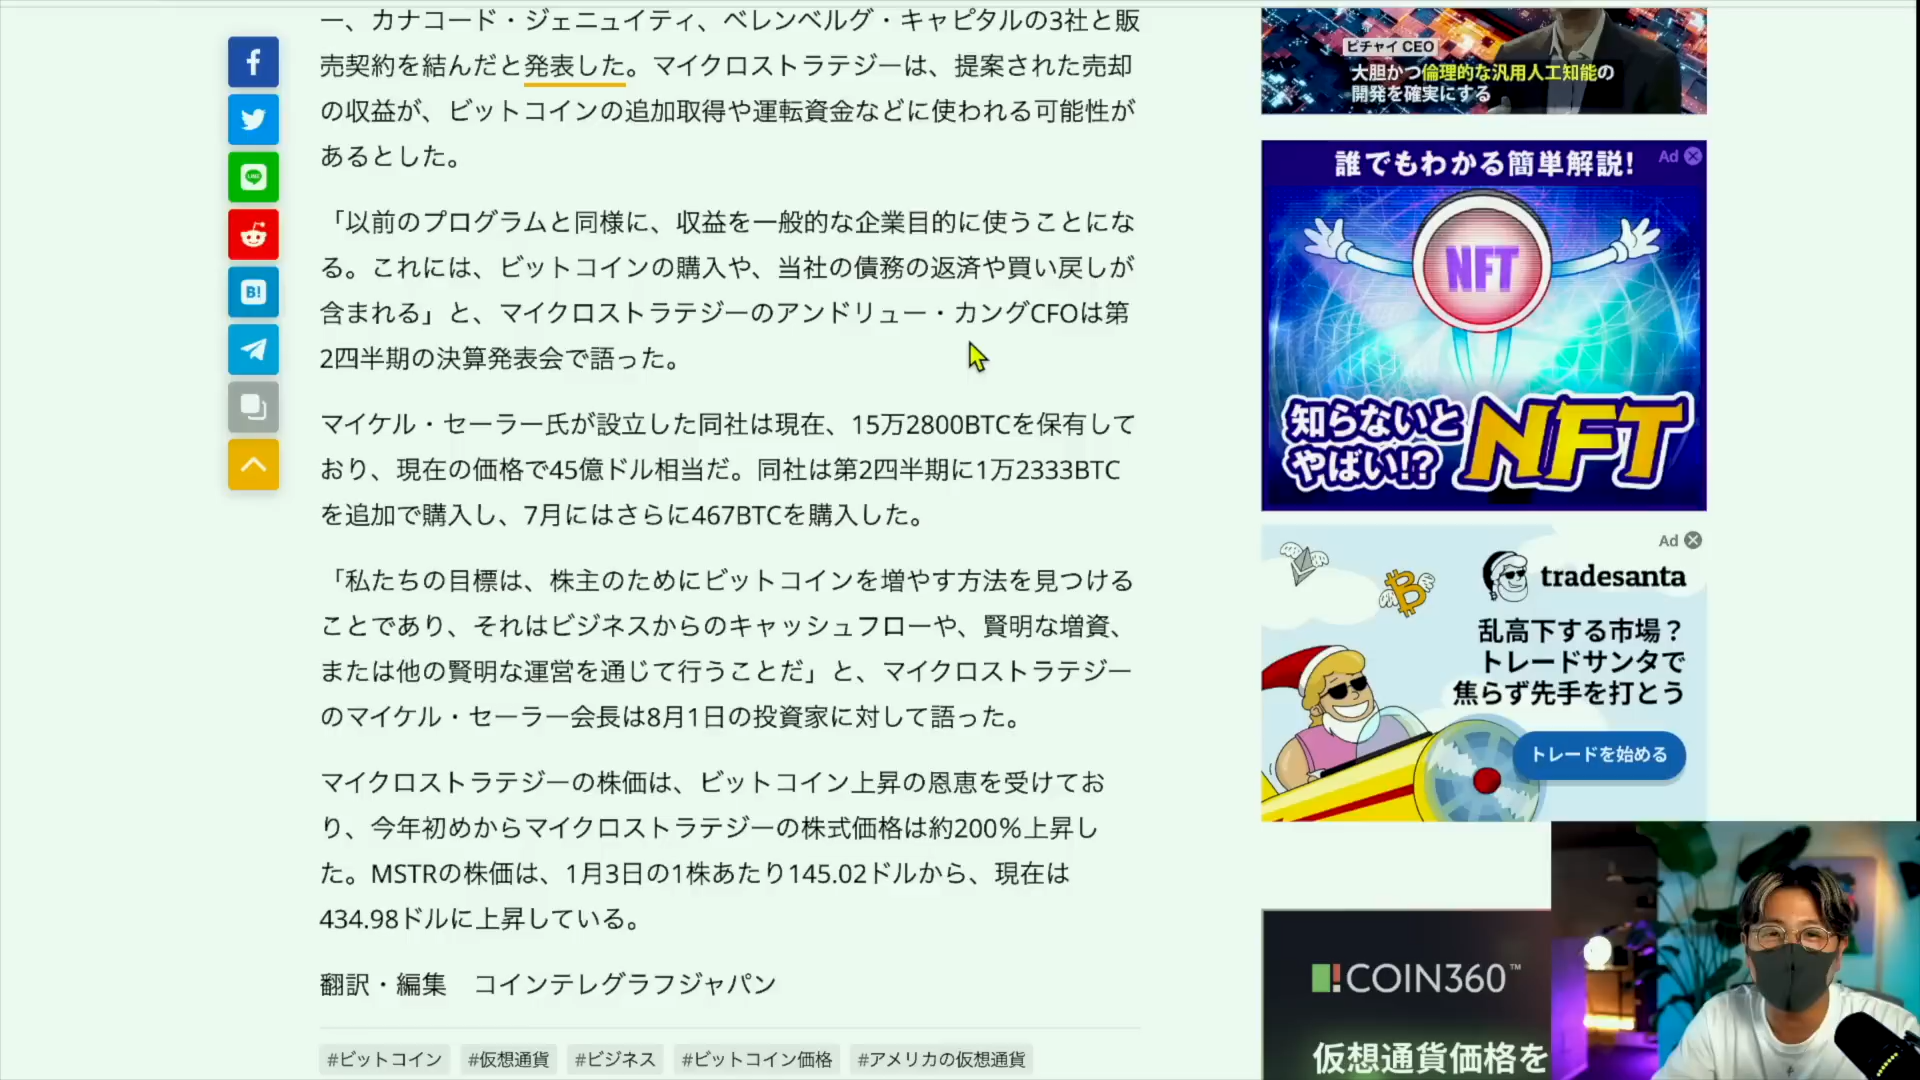 ー、カナコード・ジェニュイティ、ベレンベルグ・キャピタルの3社と販
売契約を結んだと発表した。マイクロストラテジーは、提案された売却
の収益が、ビットコインの追加取得や運転資金などに使われる可能性が
あるとした。
「以前のプログラムと同様に、収益を一般的な企業目的に使うことにな
る。これには、ビットコインの購入や、当社の債務の返済や買い戻しが
含まれる」と、マイクロストラテジーのアンドリュー・カングCFOは第
2四半期の決算発表会で語った。
マイケル・セーラー氏が設立した同社は現在、15万2800BTCを保有して
おり、現在の価格で45億ドル相当だ。同社は第2四半期に1万2333BTC
を追加で購入し、7月にはさらに467BTCを購入した。
「私たちの目標は、株主のためにビットコインを増やす方法を見つける
ことであり、それはビジネスからのキャッシュフローや、賢明な増資、
または他の賢明な運営を通じて行うことだ」と、マイクロストラテジー
のマイケル・セーラー会長は8月1日の投資家に対して語った。
マイクロストラテジーの株価は、ビットコイン上昇の恩恵を受けてお
り、今年初めからマイクロストラテジーの株式価格は約200%上昇し
た。MSTRの株価は、1月3日の1株あたり145.02ドルから、現在は
434.98ドルに上昇している。
翻訳・編集　コインテレグラフジャパン
#ビットコイン #仮想通貨 #ビジネス #ビットコイン価格 #アメリカの仮想通貨
f
LINE
B!
ピチャイ CEO
大胆かつ倫理的な汎用人工知能の
開発を確実にする
誰でもわかる簡単解説!
Ad
NFT
知らないと
やばい!?
NFT
Ad
tradesanta
乱高下する市場?
トレードサンタで
焦らず先手を打とう
トレードを始める
COIN360™
仮想通貨価格を